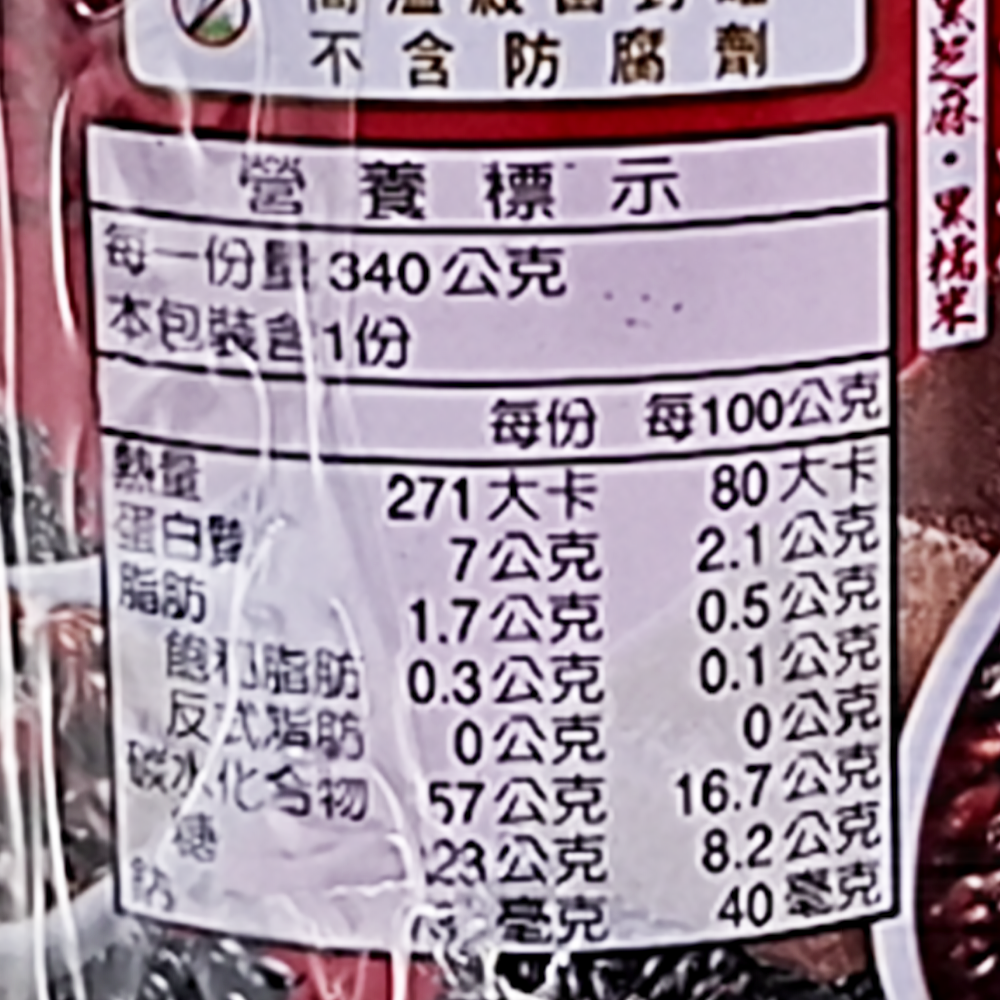 不含防腐劑
營養標示
每一份量 340 公克
本包裝含 1份
每份 每100公克
熱量 271 大卡 80 大卡
蛋白質 7 公克 2.1 公克
脂肪 1.7 公克 0.5 公克
飽和脂肪 0.3 公克 0.1 公克
反式脂肪 0 公克 0 公克
碳水化合物 57 公克 16.7 公克
糖 23 公克 8.2 公克
鈉 毫克 40 毫克
黑芝麻・黑糯米